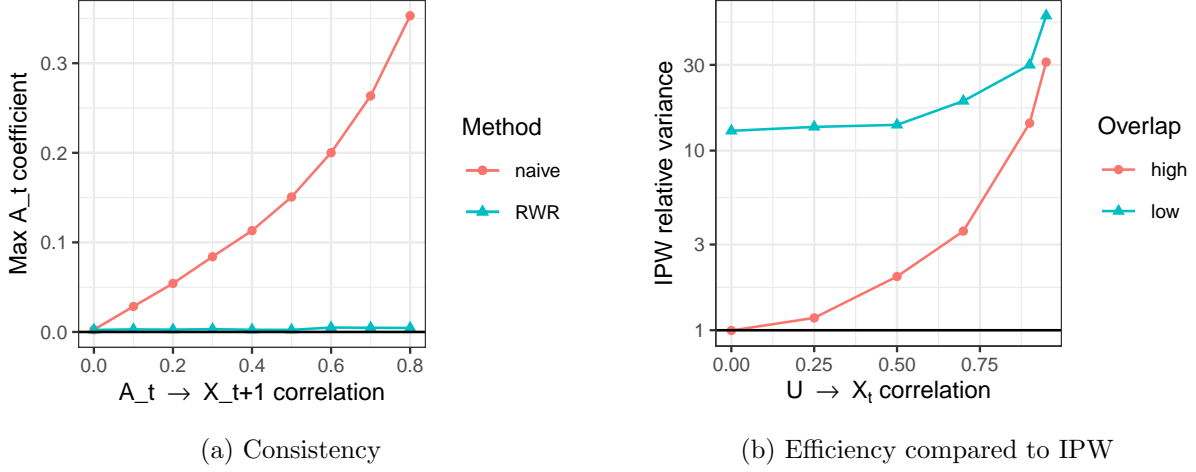 Max A_t coefficient
0.3
0.2
0.1
0.0
0.0 0.2 0.4 0.6 0.8
A_t → X_t+1 correlation
Method
naive
RWR
(a) Consistency
IPW relative variance
30
10
3
1
0.00 0.25 0.50 0.75
U → Xₜ correlation
Overlap
high
low
(b) Efficiency compared to IPW